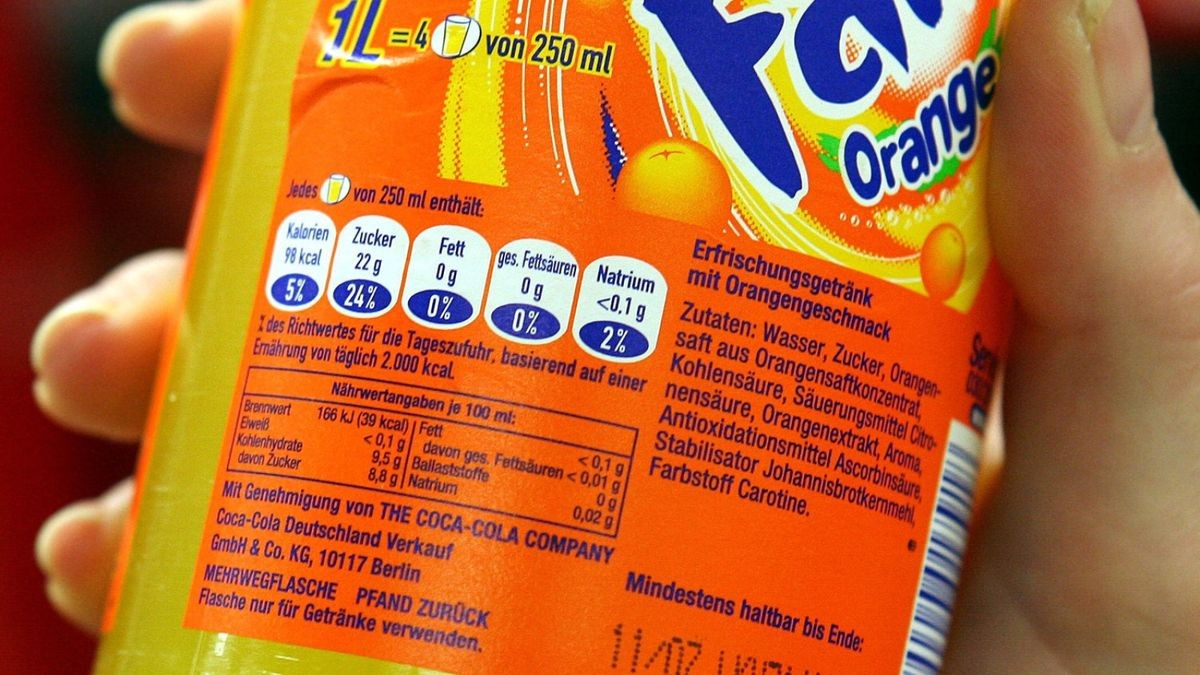 1L = 4 von 250 ml
Orange
Jedes von 250 ml enthält:
Kalorien
98 kcal
5%
Zucker
22 g
24%
Fett
0 g
0%
ges. Fettsäuren
0 g
0%
Natrium
<0,1 g
2%
% des Richtwertes für die Tageszufuhr, basierend auf einer
Ernährung von täglich 2.000 kcal.
Nährwertangaben je 100 ml:
Brennwert 166 kJ (39 kcal)
Eiweiß < 0,1 g
Kohlenhydrate 9,5 g
davon Zucker 8,8 g
Fett < 0,1 g
davon ges. Fettsäuren < 0,01 g
Ballaststoffe 0 g
Natrium 0,02 g
Mit Genehmigung von THE COCA-COLA COMPANY
Coca-Cola Deutschland Verkauf
GmbH & Co. KG, 10117 Berlin
MEHRWEGFLASCHE PFAND ZURÜCK
Flasche nur für Getränke verwenden.
Erfrischungsgetränk
mit Orangengeschmack
Zutaten: Wasser, Zucker, Orangen-
saft aus Orangensaftkonzentrat,
Kohlensäure, Säuerungsmittel Citro-
nensäure, Orangenextrakt, Aroma,
Antioxidationsmittel Ascorbinsäure,
Stabilisator Johannisbrotkernmehl,
Farbstoff Carotine.
Mindestens haltbar bis Ende: